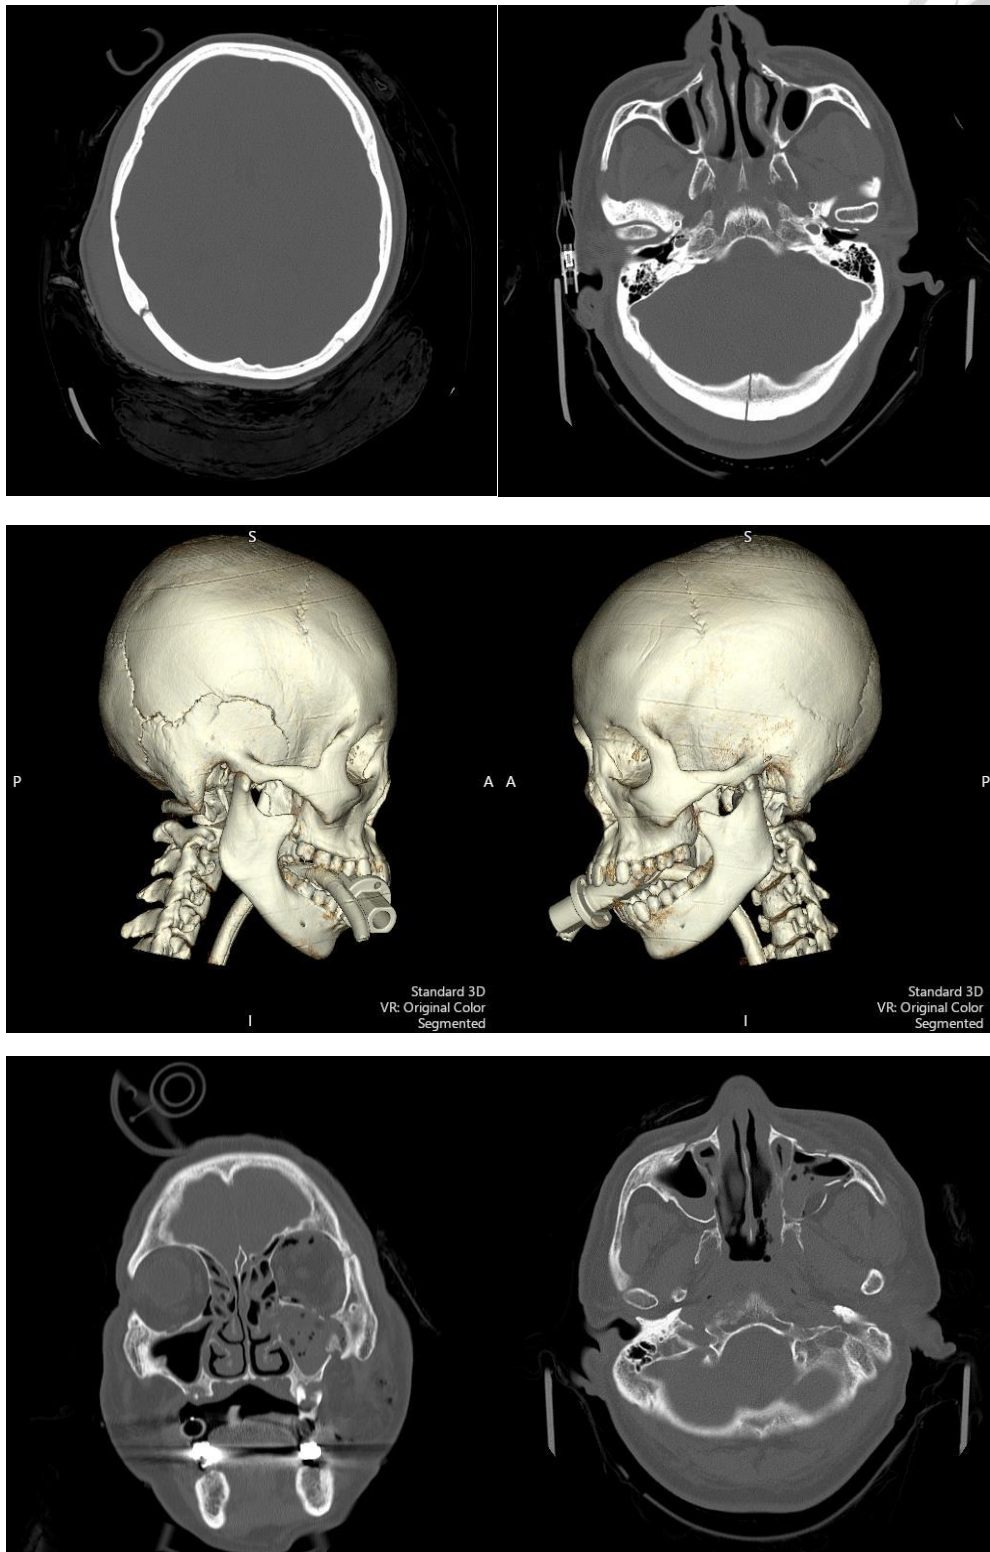 S
S
P
A
A
P
Standard 3D
VR: Original Color
Segmented
Standard 3D
VR: Original Color
Segmented
I
I